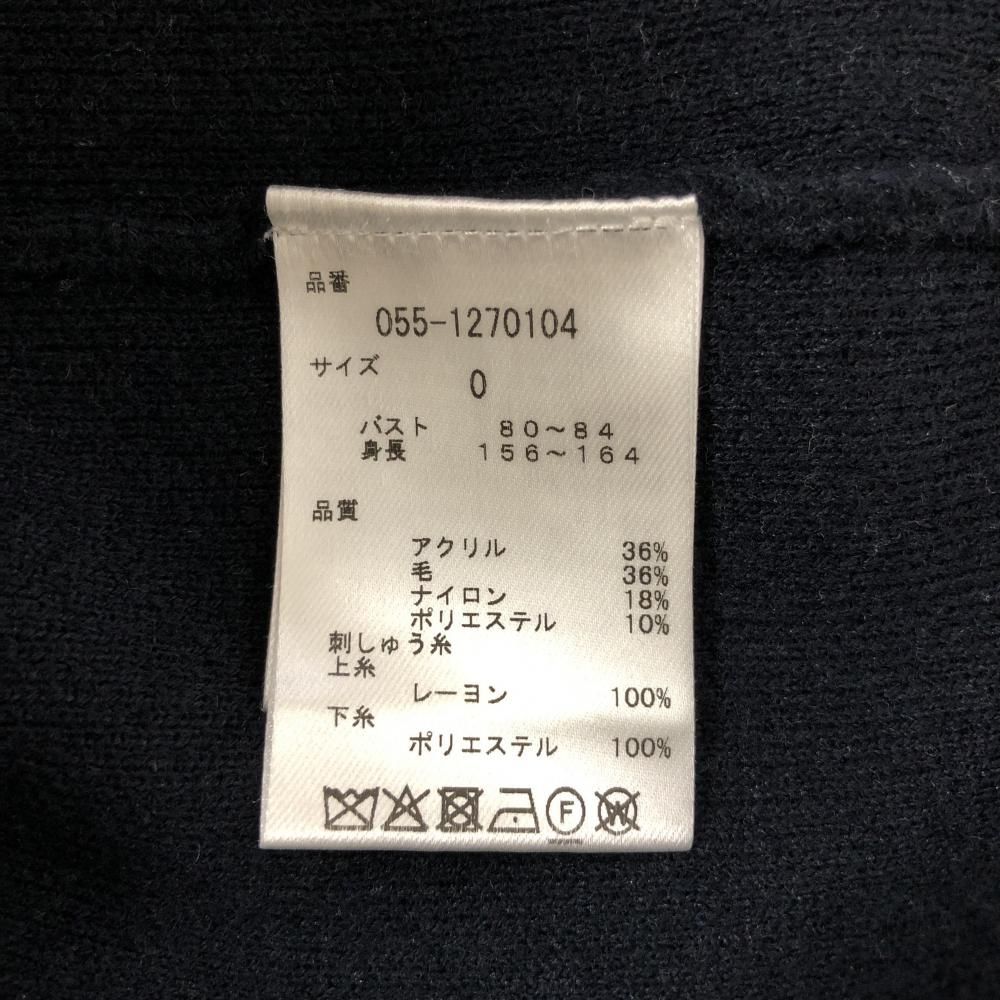 品番
055-1270104
サイズ 0
バスト 80～84
身長 156～164
品質
アクリル 36%
毛 36%
ナイロン 18%
ポリエステル 10%
刺しゅう糸
上糸
レーヨン 100%
下糸
ポリエステル 100%
F W